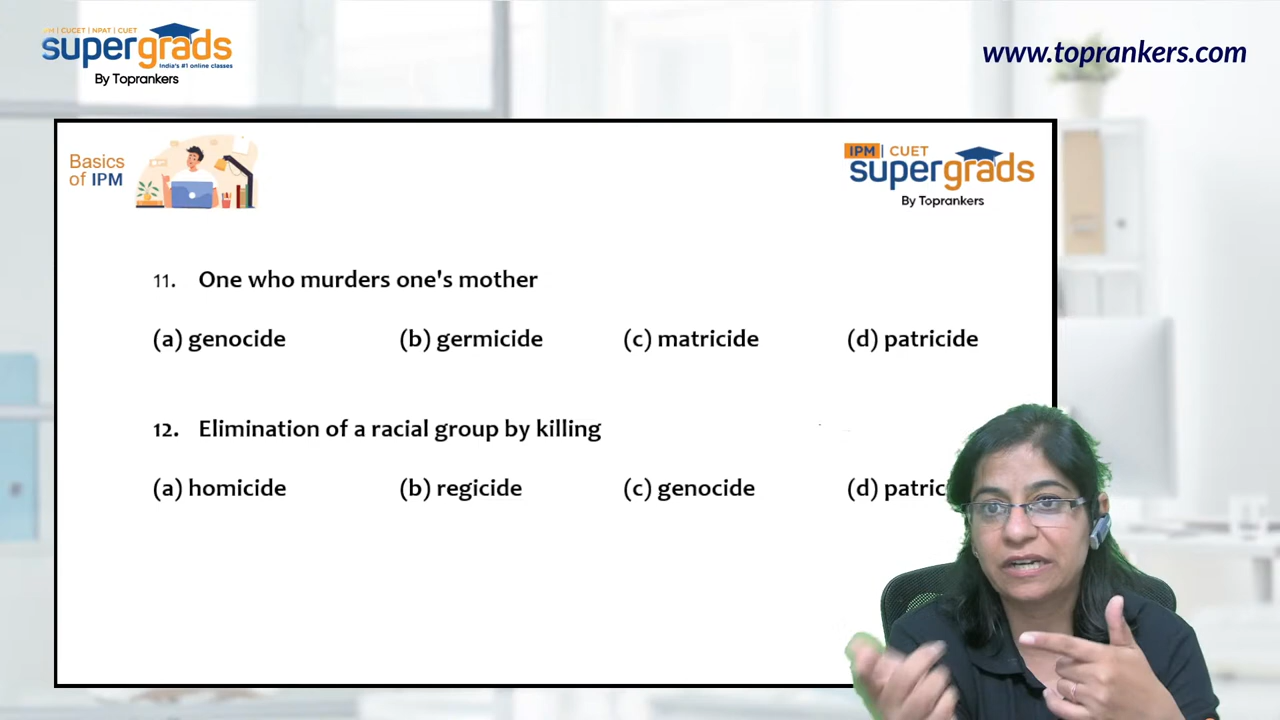 IPM | CUCET | NPAT | CUET
supergrads
India's #1 online classes
By Toprankers
www.toprankers.com
Basics
of IPM
IPM | CUET
supergrads
By Toprankers
11. One who murders one's mother
(a) genocide (b) germicide (c) matricide (d) patricide
12. Elimination of a racial group by killing
(a) homicide (b) regicide (c) genocide (d)